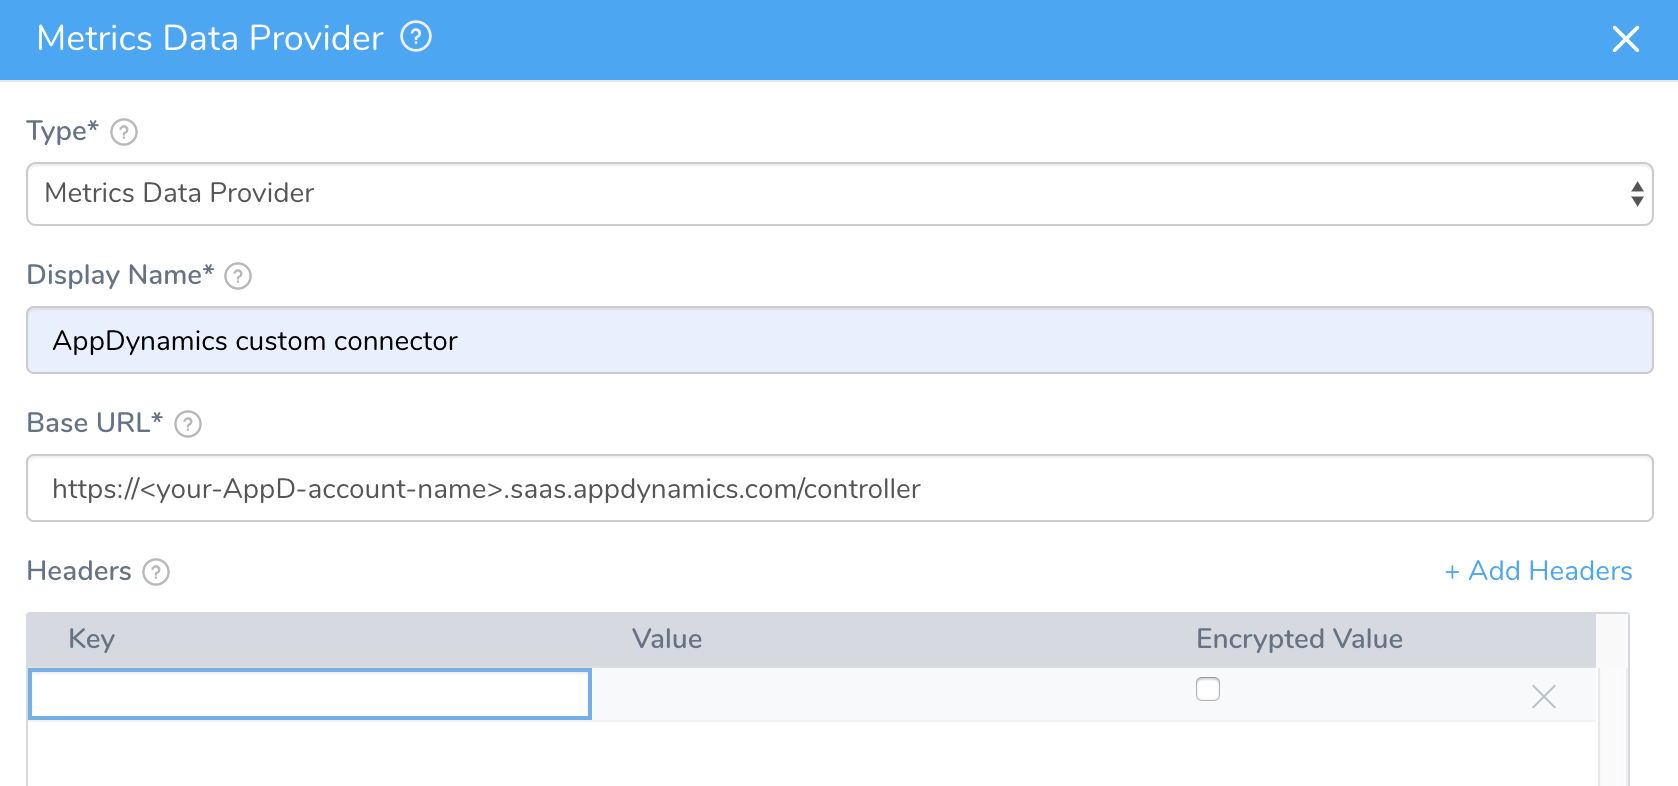 Metrics Data Provider ?
Type* ?
Metrics Data Provider
Display Name* ?
AppDynamics custom connector
Base URL* ?
https://<your-AppD-account-name>.saas.appdynamics.com/controller
Headers ? + Add Headers
Key Value Encrypted Value